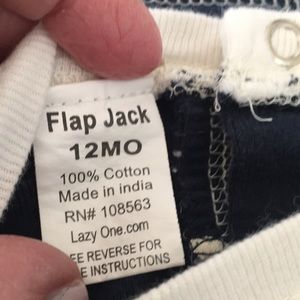 Flap Jack
12MO
100% Cotton
Made in india
RN# 108563
Lazy One.com
REVERSE FOR
INSTRUCTIONS